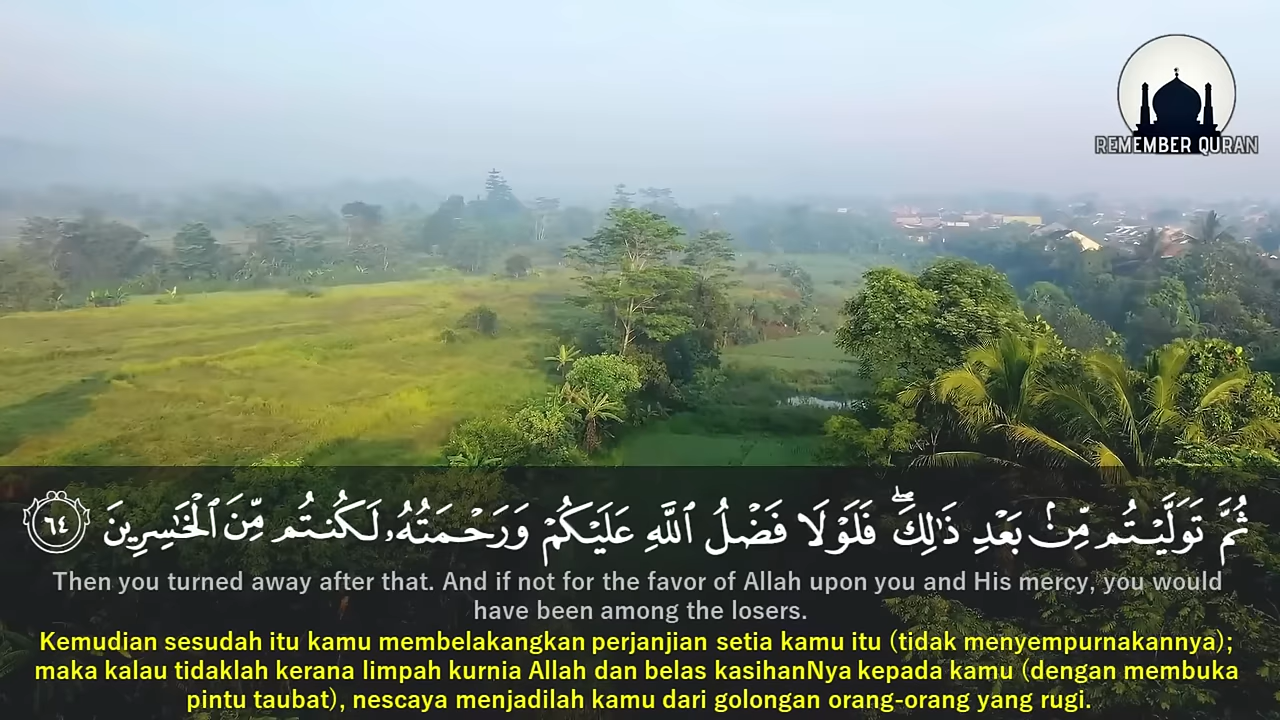 REMEMBER QURAN
ثُمَّ تَوَلَّيْتُم مِّنۢ بَعْدِ ذَٰلِكَ ۖ فَلَوْلَا فَضْلُ ٱللَّهِ عَلَيْكُمْ وَرَحْمَتُهُۥ لَكُنتُم مِّنَ ٱلْخَٰسِرِينَ ٦٤
Then you turned away after that. And if not for the favor of Allah upon you and His mercy, you would
have been among the losers.
Kemudian sesudah itu kamu membelakangkan perjanjian setia kamu itu (tidak menyempurnakannya);
maka kalau tidaklah kerana limpah kurnia Allah dan belas kasihanNya kepada kamu (dengan membuka
pintu taubat), nescaya menjadilah kamu dari golongan orang-orang yang rugi.